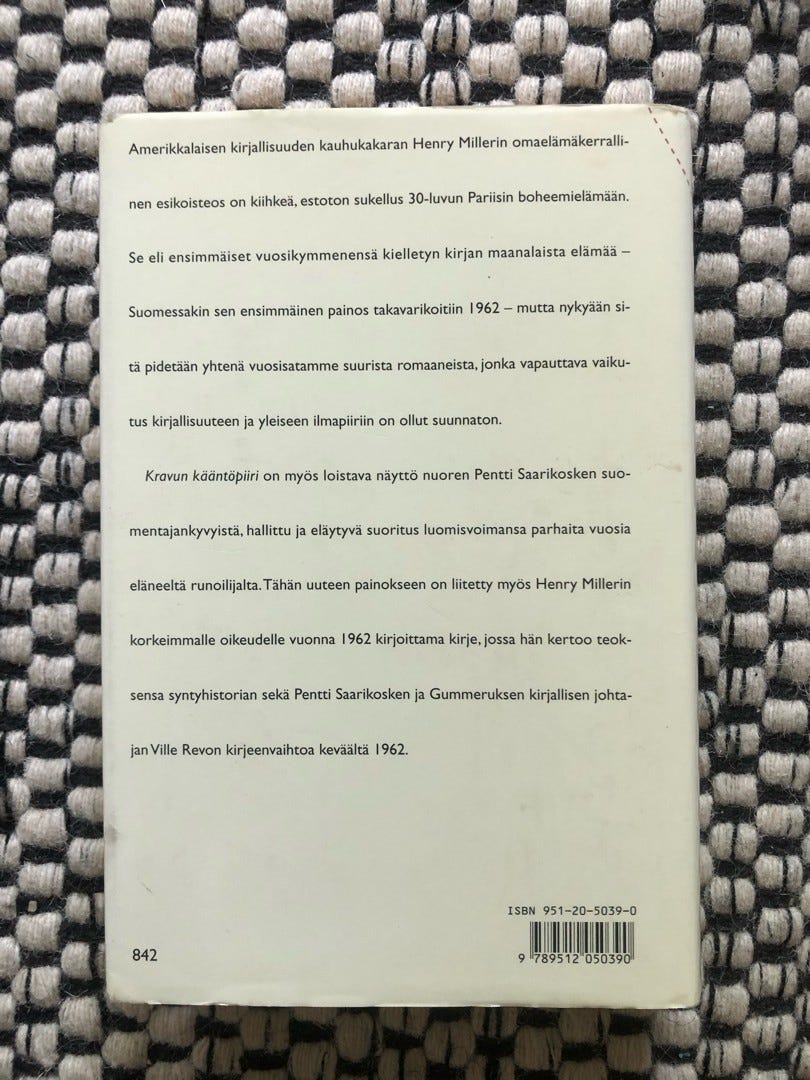 Amerikkalaisen kirjallisuuden kauhukakaran Henry Millerin omaelämäkerralli-
nen esikoisteos on kiihkeä, estoton sukellus 30-luvun Pariisin boheemielämään.
Se eli ensimmäiset vuosikymmenensä kielletyn kirjan maanalaista elämää –
Suomessakin sen ensimmäinen painos takavarikoitiin 1962 – mutta nykyään si-
tä pidetään yhtenä vuosisatamme suurista romaaneista, jonka vapauttava vaiku-
tus kirjallisuuteen ja yleiseen ilmapiiriin on ollut suunnaton.
Kravun kääntöpiiri on myös loistava näyttö nuoren Pentti Saarikosken suo-
mentajankyvyistä, hallittu ja eläytyvä suoritus luomisvoimansa parhaita vuosia
eläneeltä runoilijalta. Tähän uuteen painokseen on liitetty myös Henry Millerin
korkeimmalle oikeudelle vuonna 1962 kirjoittama kirje, jossa hän kertoo teok-
sensa syntyhistorian sekä Pentti Saarikosken ja Gummeruksen kirjallisen johta-
jan Ville Revon kirjeenvaihtoa keväältä 1962.
ISBN 951-20-5039-0
842
9 789512 050390